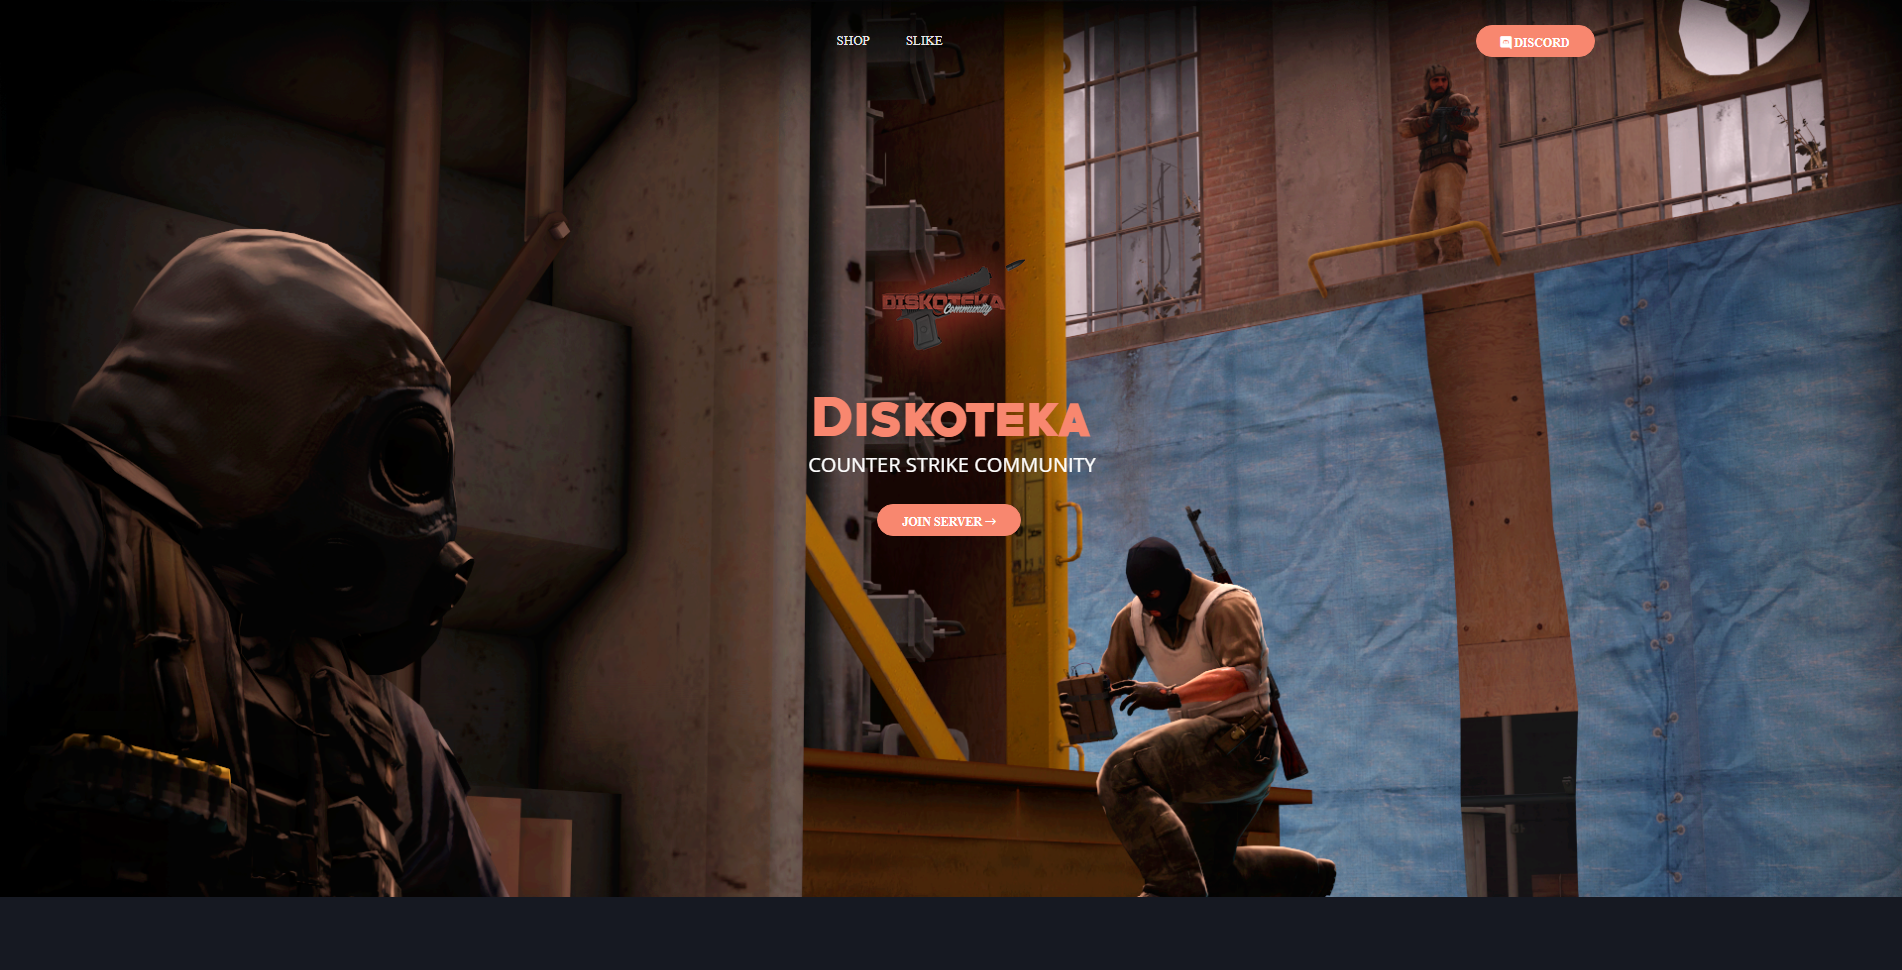 SHOP
SLIKE
DISCORD
DISKOTEKA
Community
DISKOTEKA
COUNTER STRIKE COMMUNITY
JOIN SERVER →